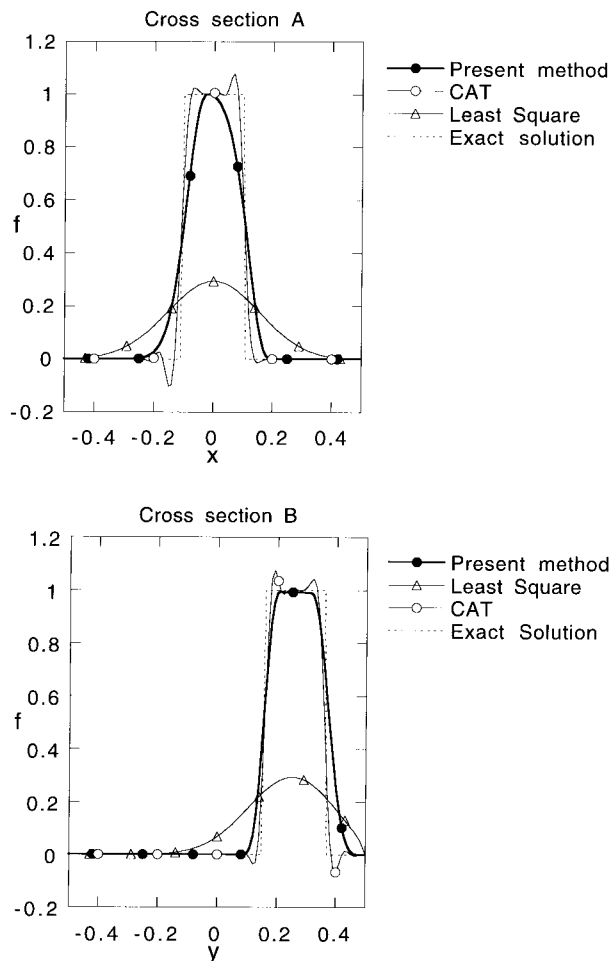 Cross section A
1.2
1
0.8
0.6
0.4
0.2
0
-0.2
f
-0.4 -0.2 0 0.2 0.4
x
Present method
CAT
Least Square
Exact solution
Cross section B
1.2
1
0.8
0.6
0.4
0.2
0
-0.2
f
-0.4 -0.2 0 0.2 0.4
y
Present method
Least Square
CAT
Exact Solution